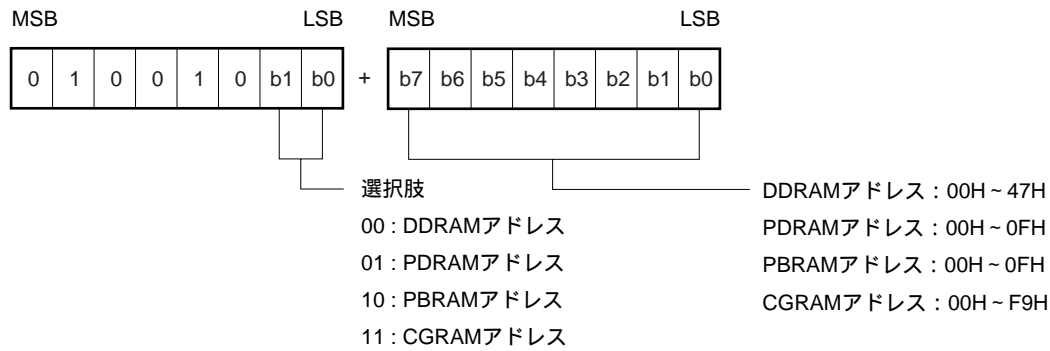 MSB LSB MSB LSB
0 1 0 0 1 0 b1 b0 + b7 b6 b5 b4 b3 b2 b1 b0
選択肢 DDRAMアドレス：00H ~ 47H
00 : DDRAMアドレス PDRAMアドレス：00H ~ 0FH
01 : PDRAMアドレス PBRAMアドレス：00H ~ 0FH
10 : PBRAMアドレス CGRAMアドレス：00H ~ F9H
11 : CGRAMアドレス